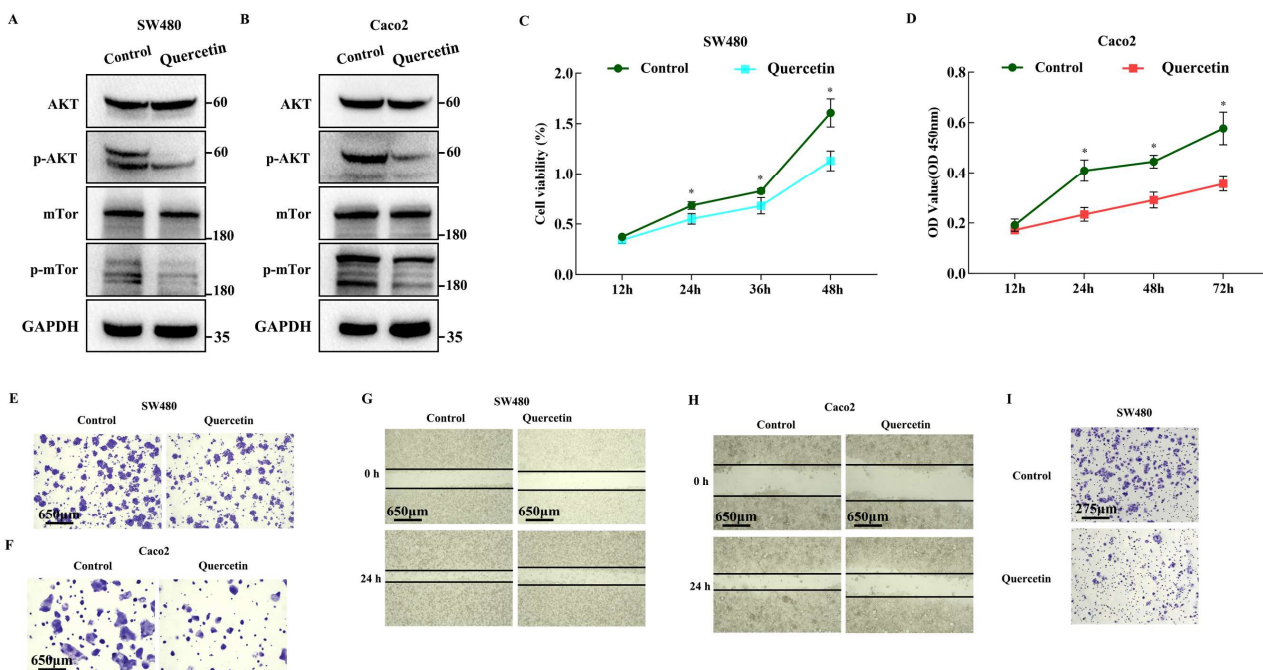 A
SW480
Control Quercetin
AKT
60
p-AKT
60
mTor
180
p-mTor
180
GAPDH
35
B
Caco2
Control Quercetin
AKT
60
p-AKT
60
mTor
180
p-mTor
180
GAPDH
35
C
SW480
Control Quercetin
Cell viability (%)
2.0
1.5
1.0
0.5
0.0
* * *
12h 24h 36h 48h
D
Caco2
Control Quercetin
OD Value(OD 450nm)
0.8
0.6
0.4
0.2
0.0
* * *
12h 24h 48h 72h
E
SW480
Control Quercetin
650µm
F
Caco2
Control Quercetin
650µm
G
SW480
Control Quercetin
0 h
650µm 650µm
24 h
H
Caco2
Control Quercetin
0 h
650µm 650µm
24 h
I
SW480
Control
275µm
Quercetin